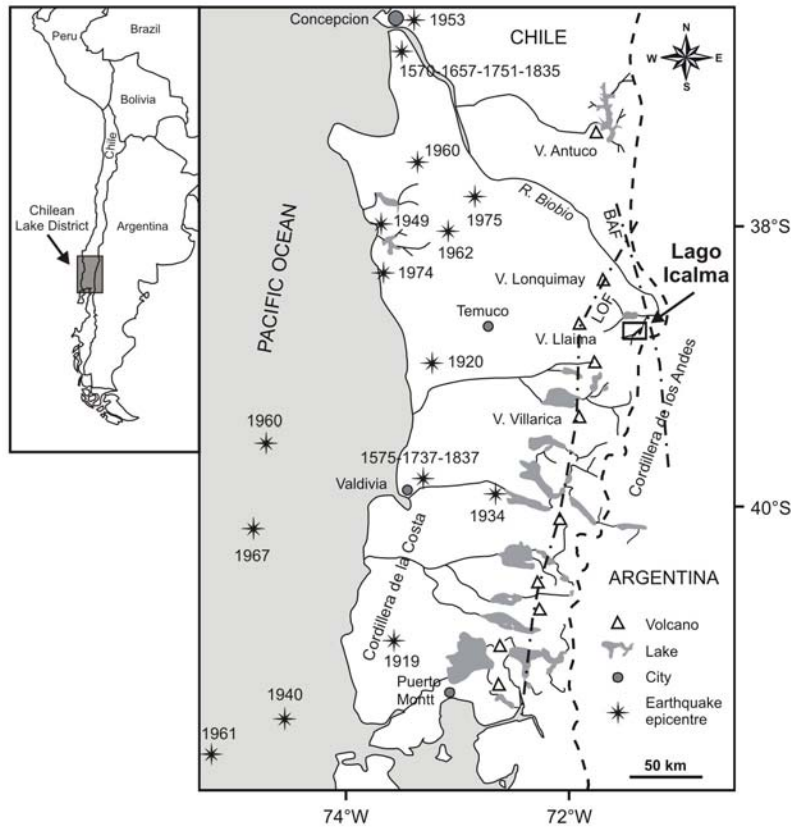 Peru
Brazil
Bolivia
Chile
Chilean
Lake District
Argentina
Concepcion
1953
CHILE
N
W
E
S
1570-1657-1751-1835
V. Antuco
1960
1975
R. Biobio
BAF
1949
1962
38°S
1974
V. Lonquimay
Lago
Icalma
LOF
Temuco
V. Llaima
PACIFIC OCEAN
1920
Cordillera de los Andes
V. Villarica
1960
1575-1737-1837
Valdivia
1934
40°S
1967
Cordillera de la Costa
ARGENTINA
Volcano
Lake
City
Earthquake
epicentre
1919
Puerto
Montt
1940
1961
50 km
74°W
72°W